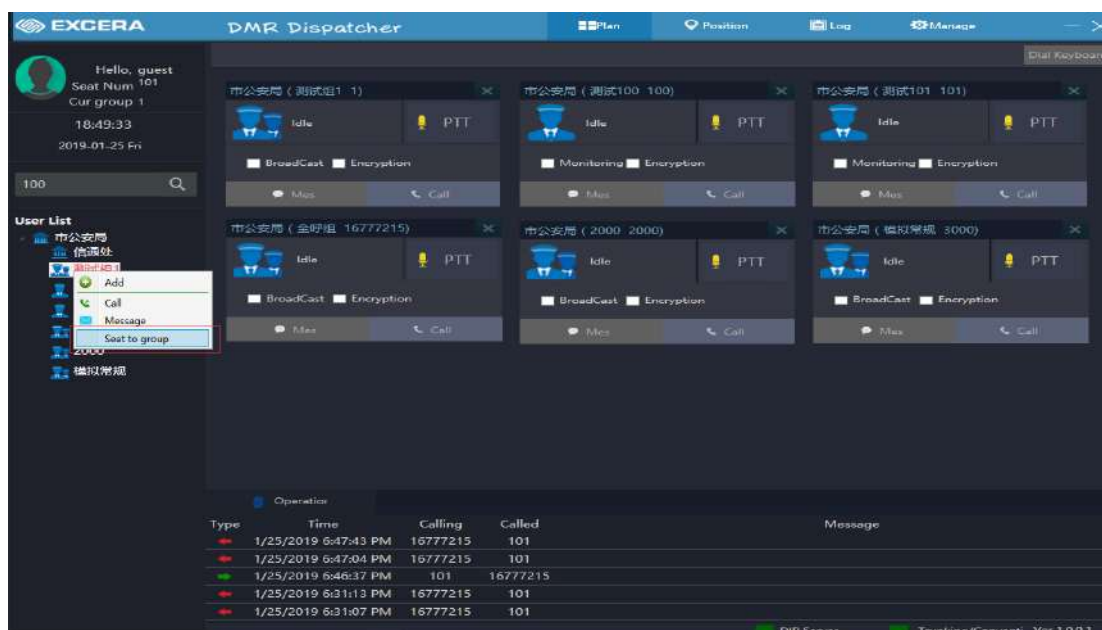 EXCERA
DMR Dispatcher
Plan
Position
Log
Manage
Hello, guest
Seat Num 101
Cur group 1
18:49:33
2019-01-25 Fri
Dial Keyboar
100
User List
市公安局
信通处
测试组1
Add
Call
Message
Seat to group
2000
模拟常规
市公安局 ( 测试组1 1)
Idle
PTT
BroadCast Encryption
Mes Call
市公安局 ( 测试100 100)
Idle
PTT
Monitoring Encryption
Mes Call
市公安局 ( 测试101 101)
Idle
PTT
Monitoring Encryption
Mes Call
市公安局 ( 全呼组 16777215)
Idle
PTT
BroadCast Encryption
Mes Call
市公安局 ( 2000 2000)
Idle
PTT
BroadCast Encryption
Mes Call
市公安局 ( 模拟常规 3000)
Idle
PTT
BroadCast Encryption
Mes Call
Operation
Type Time Calling Called Message
1/25/2019 6:47:43 PM 16777215 101
1/25/2019 6:47:04 PM 16777215 101
1/25/2019 6:46:37 PM 101 16777215
1/25/2019 6:31:13 PM 16777215 101
1/25/2019 6:31:07 PM 16777215 101